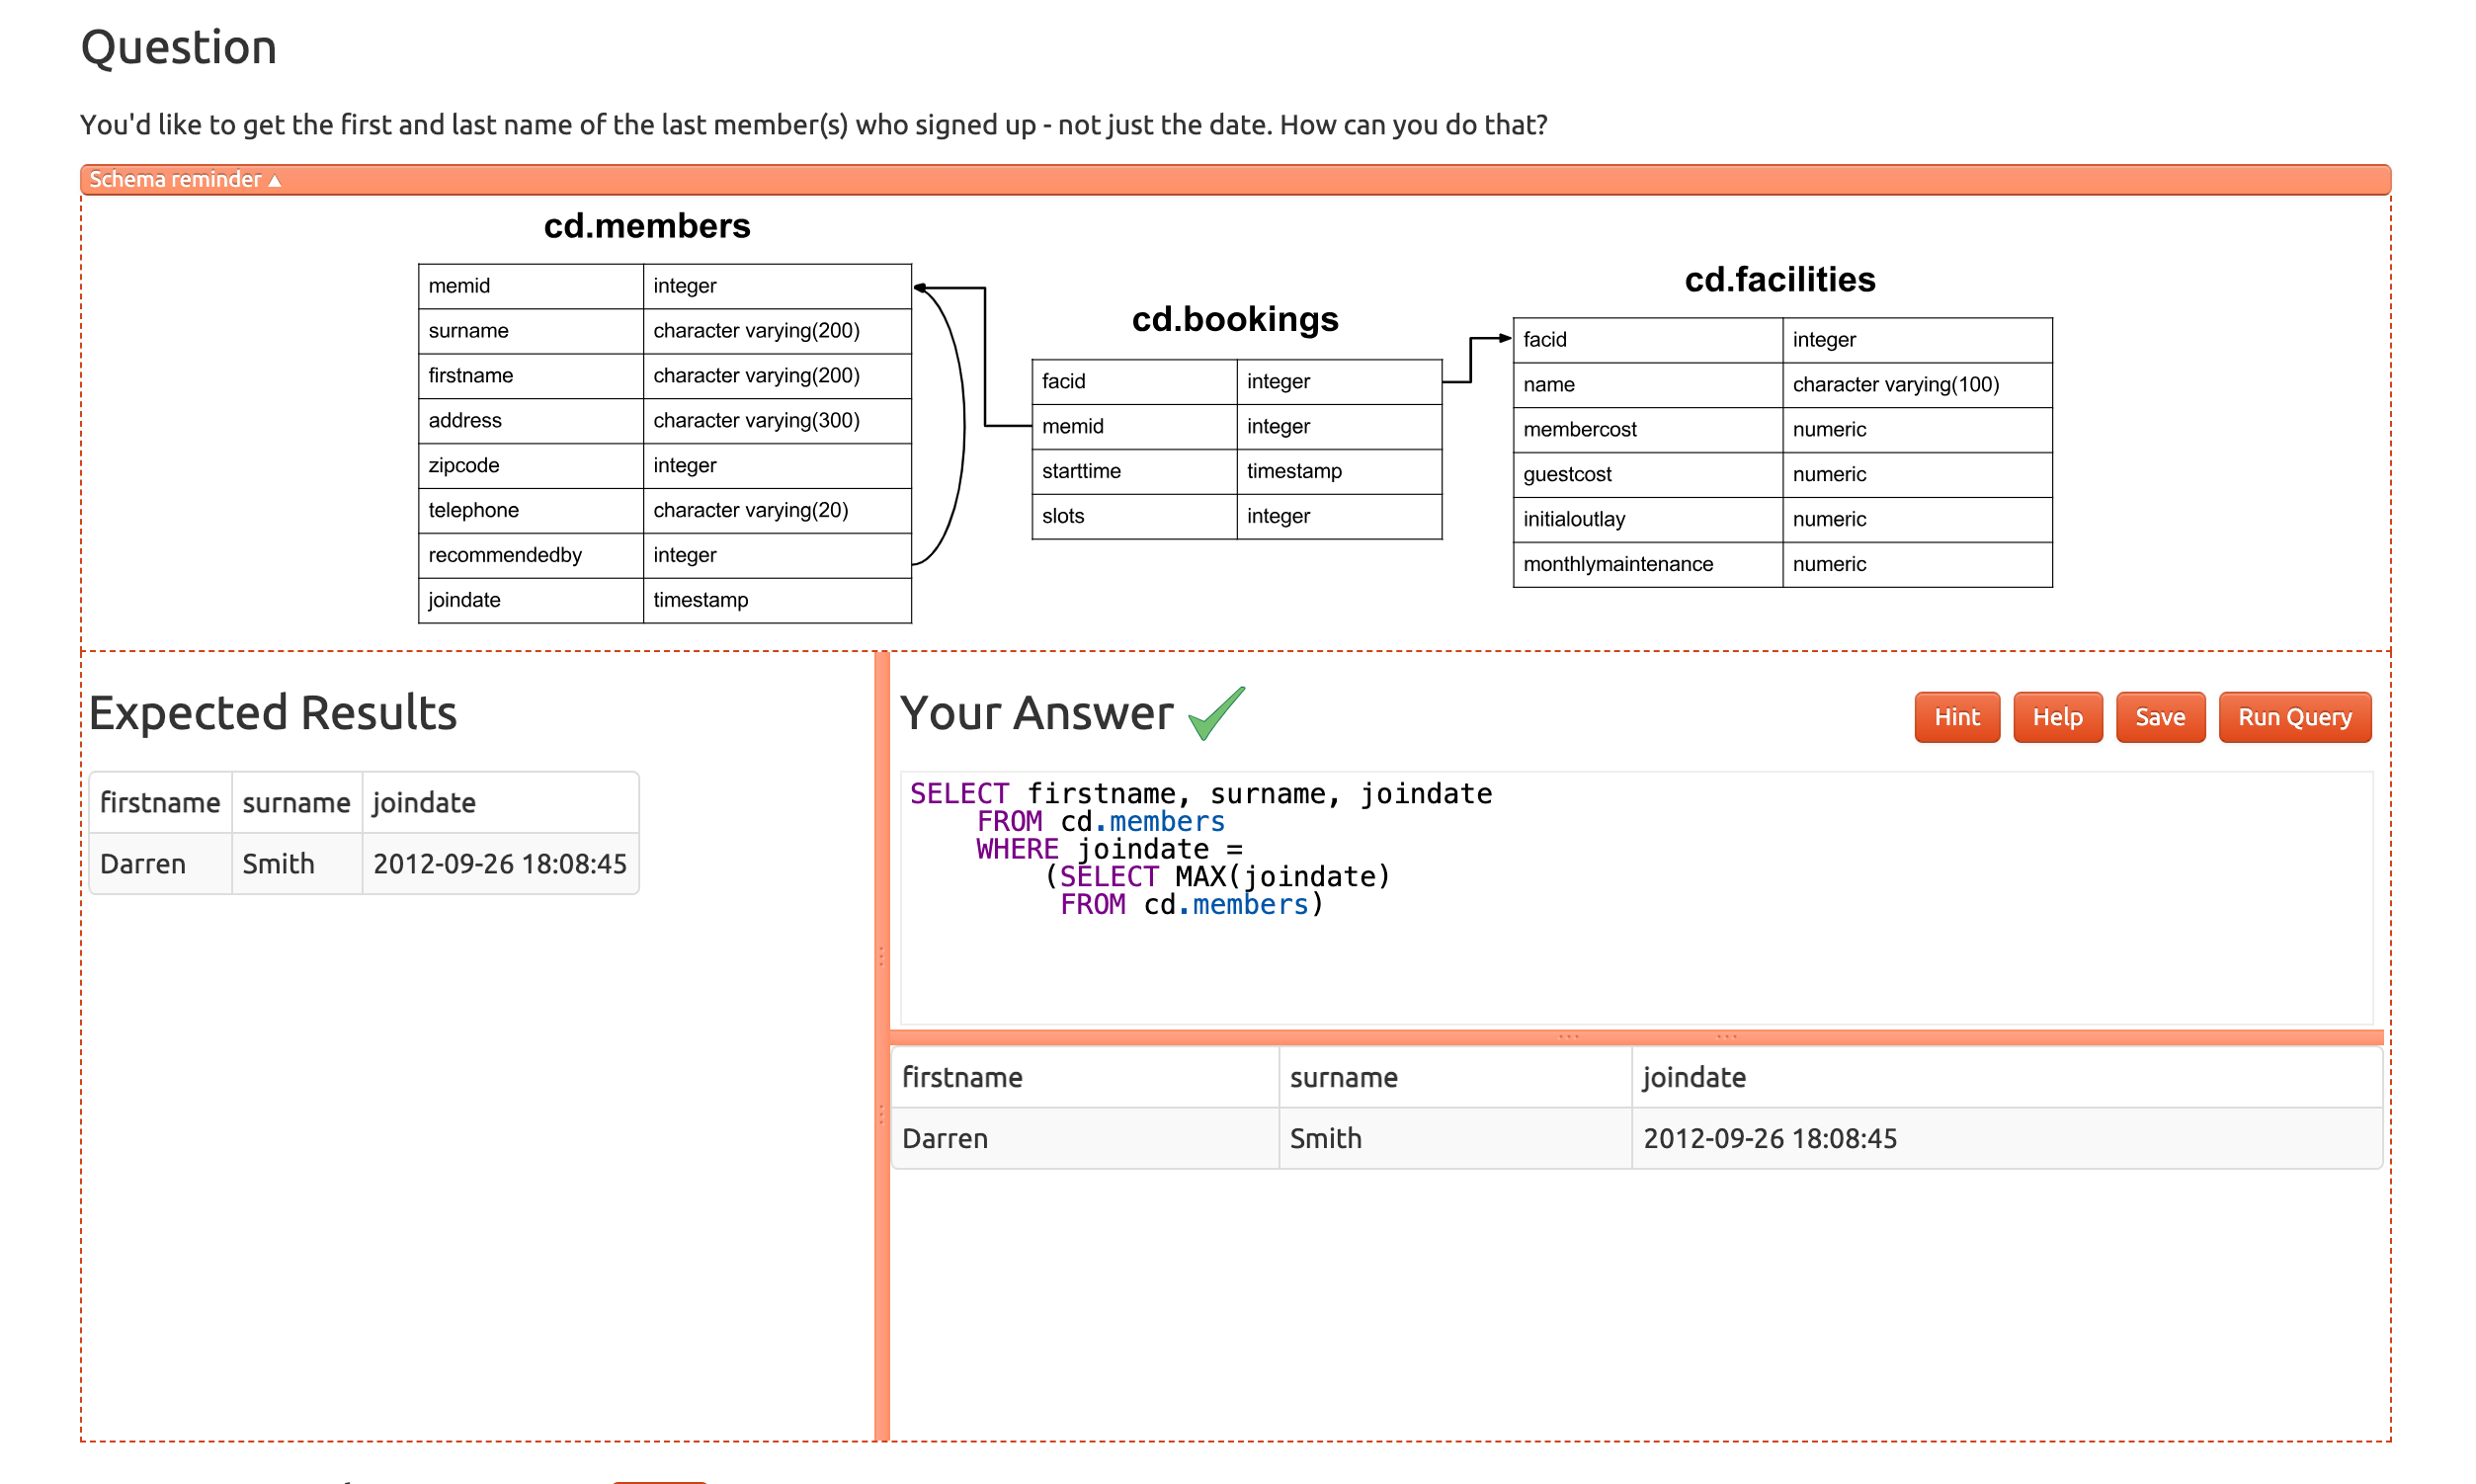 Question
You'd like to get the first and last name of the last member(s) who signed up - not just the date. How can you do that?
Schema reminder ▲
cd.members
memid integer
surname character varying(200)
firstname character varying(200)
address character varying(300)
zipcode integer
telephone character varying(20)
recommendedby integer
joindate timestamp
cd.bookings
facid integer
memid integer
starttime timestamp
slots integer
cd.facilities
facid integer
name character varying(100)
membercost numeric
guestcost numeric
initialoutlay numeric
monthlymaintenance numeric
Expected Results
firstname surname joindate
Darren Smith 2012-09-26 18:08:45
Your Answer
Hint Help Save Run Query
SELECT firstname, surname, joindate
FROM cd.members
WHERE joindate =
(SELECT MAX(joindate)
FROM cd.members)
firstname surname joindate
Darren Smith 2012-09-26 18:08:45